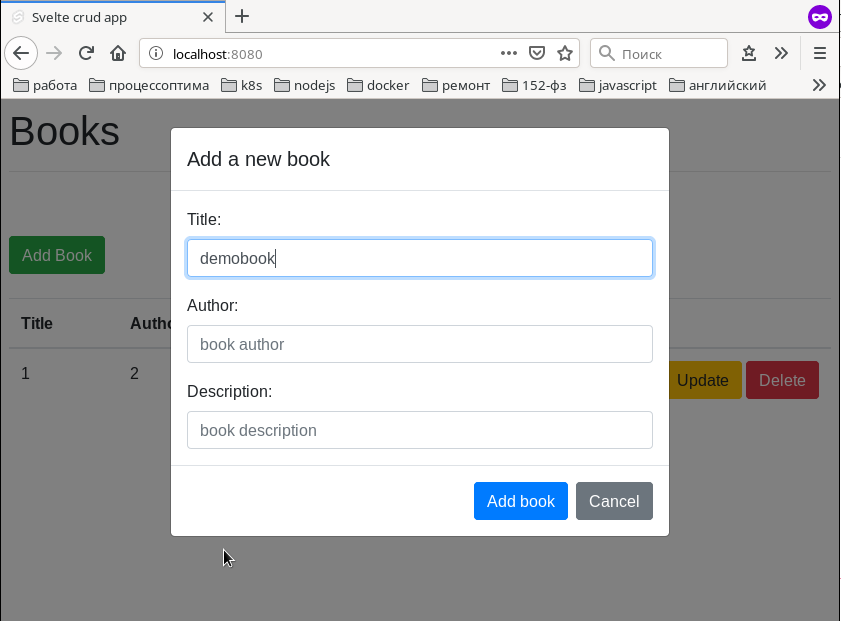 Svelte crud app
localhost:8080
Поиск
работа процессоптима k8s nodejs docker ремонт 152-фз javascript английский
Books
Add Book
Title Autho
1 2 Update Delete
Add a new book
Title:
demobook
Author:
book author
Description:
book description
Add book Cancel